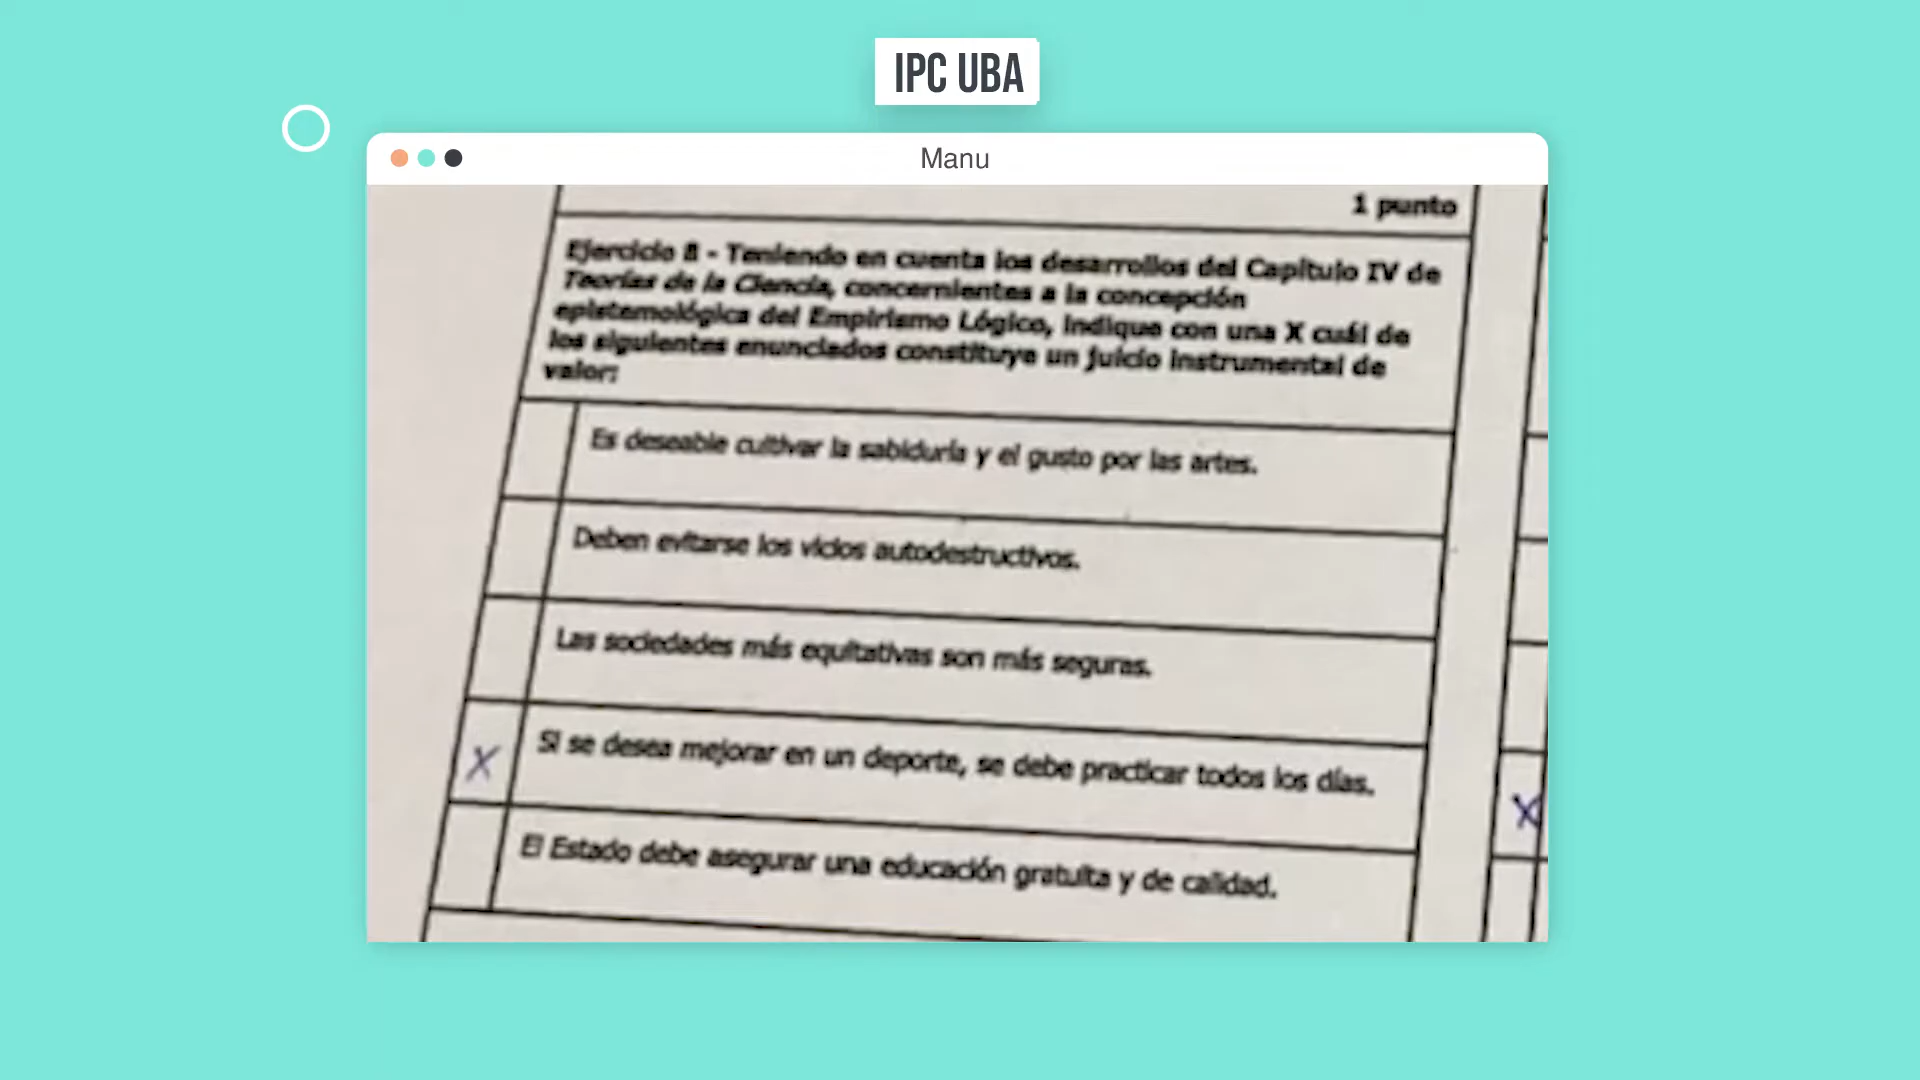 IPC UBA
Manu
1 punto
Ejercicio 8 - Teniendo en cuenta los desarrollos del Capítulo IV de
Teorías de la Ciencia, concernientes a la concepción
epistemológica del Empirismo Lógico, indique con una X cuál de
los siguientes enunciados constituye un juicio instrumental de
valor:
Es deseable cultivar la sabiduría y el gusto por las artes.
Deben evitarse los vicios autodestructivos.
Las sociedades más equitativas son más seguras.
X Si se desea mejorar en un deporte, se debe practicar todos los días.
X
El Estado debe asegurar una educación gratuita y de calidad.